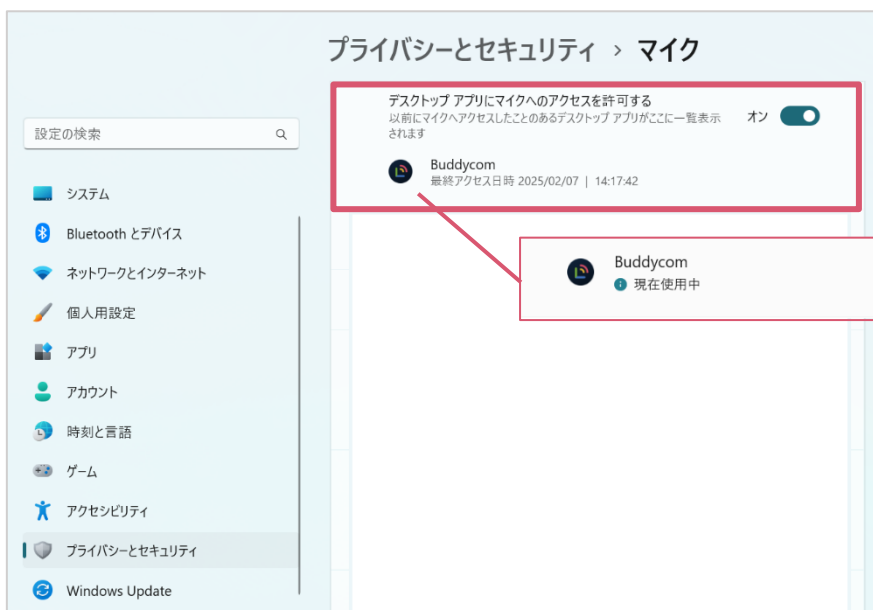 プライバシーとセキュリティ › マイク
デスクトップ アプリにマイクへのアクセスを許可する
以前にマイクへアクセスしたことのあるデスクトップ アプリがここに一覧表示
されます
オン
Buddycom
最終アクセス日時 2025/02/07 | 14:17:42
Buddycom
現在使用中
設定の検索
システム
Bluetooth とデバイス
ネットワークとインターネット
個人用設定
アプリ
アカウント
時刻と言語
ゲーム
アクセシビリティ
プライバシーとセキュリティ
Windows Update